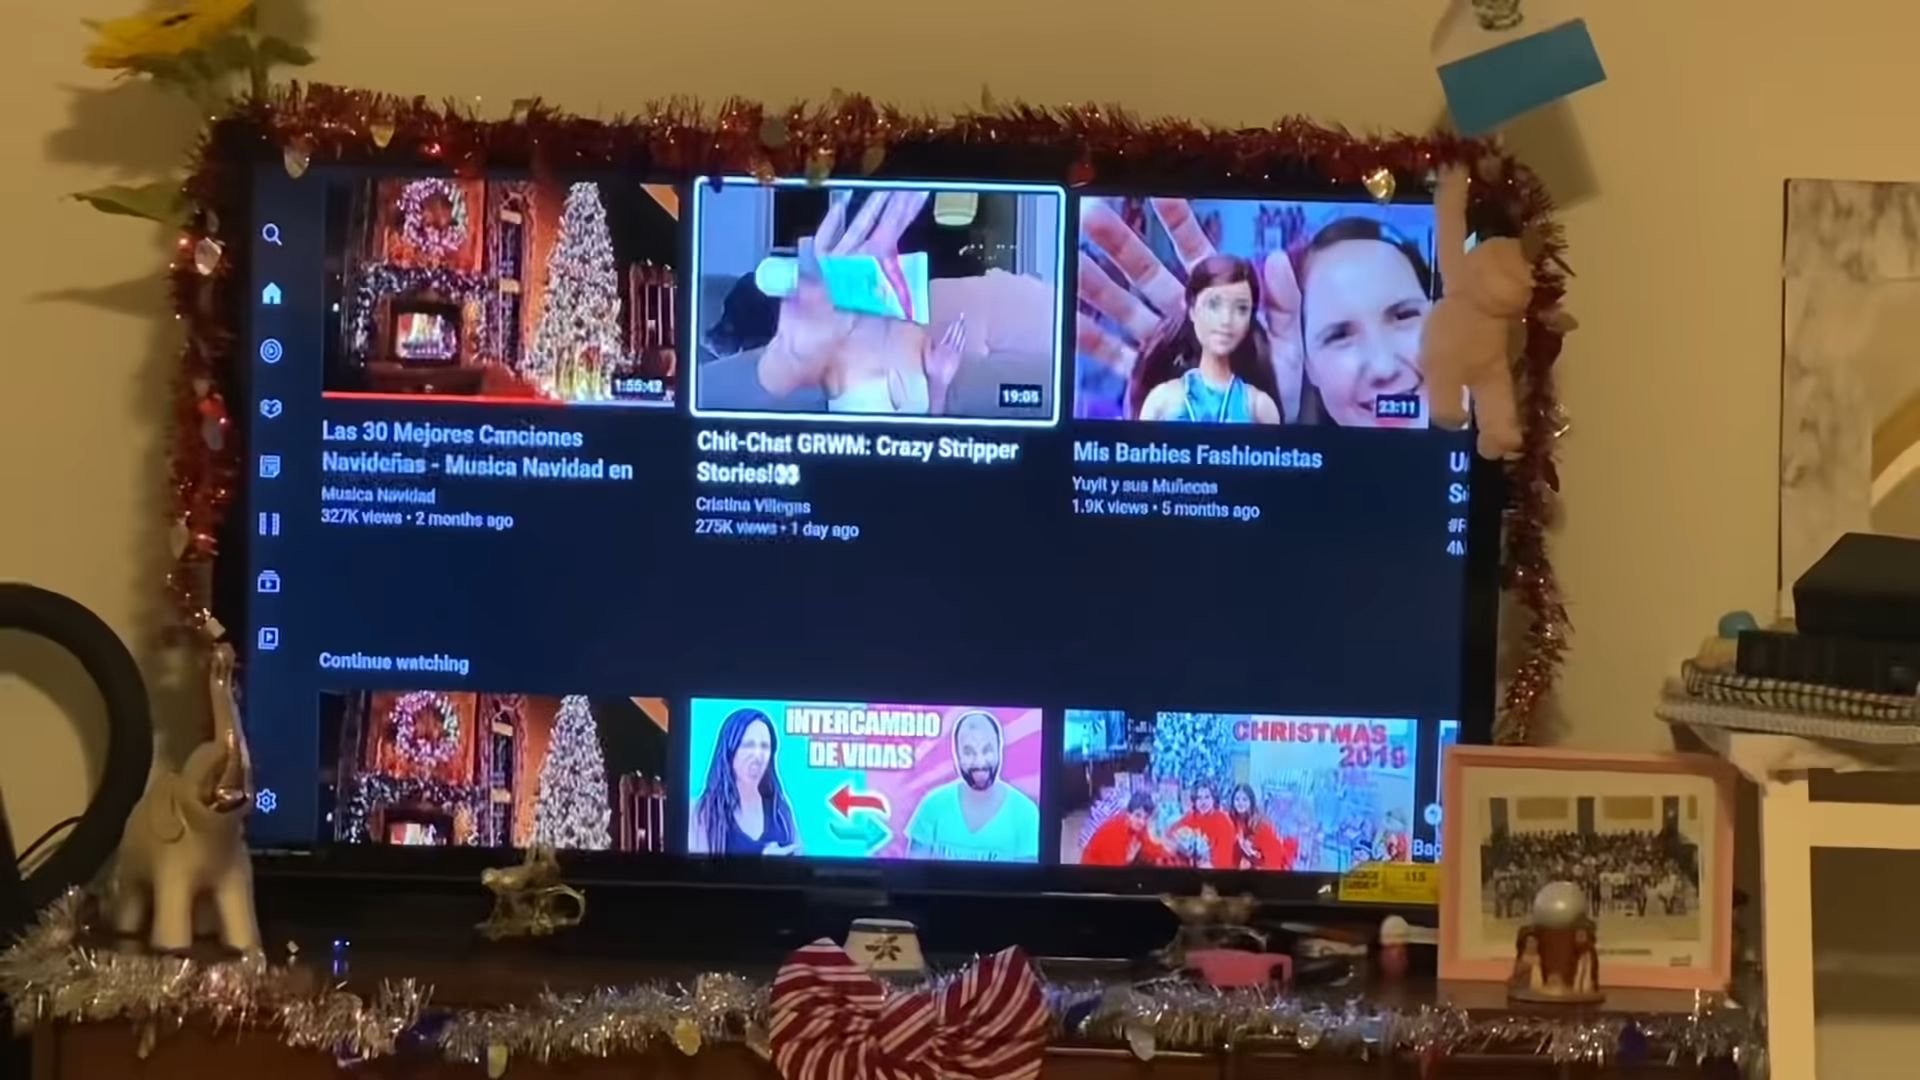 1:55:42
19:05
23:11
Las 30 Mejores Canciones
Navideñas - Musica Navidad en
Musica Navidad
327K views • 2 months ago
Chit-Chat GRWM: Crazy Stripper
Stories!👀
Cristina Villegas
275K views • 1 day ago
Mis Barbies Fashionistas
Yuyit y sus Muñecas
1.9K views • 5 months ago
4M
Continue watching
INTERCAMBIO
DE VIDAS
CHRISTMAS
2019